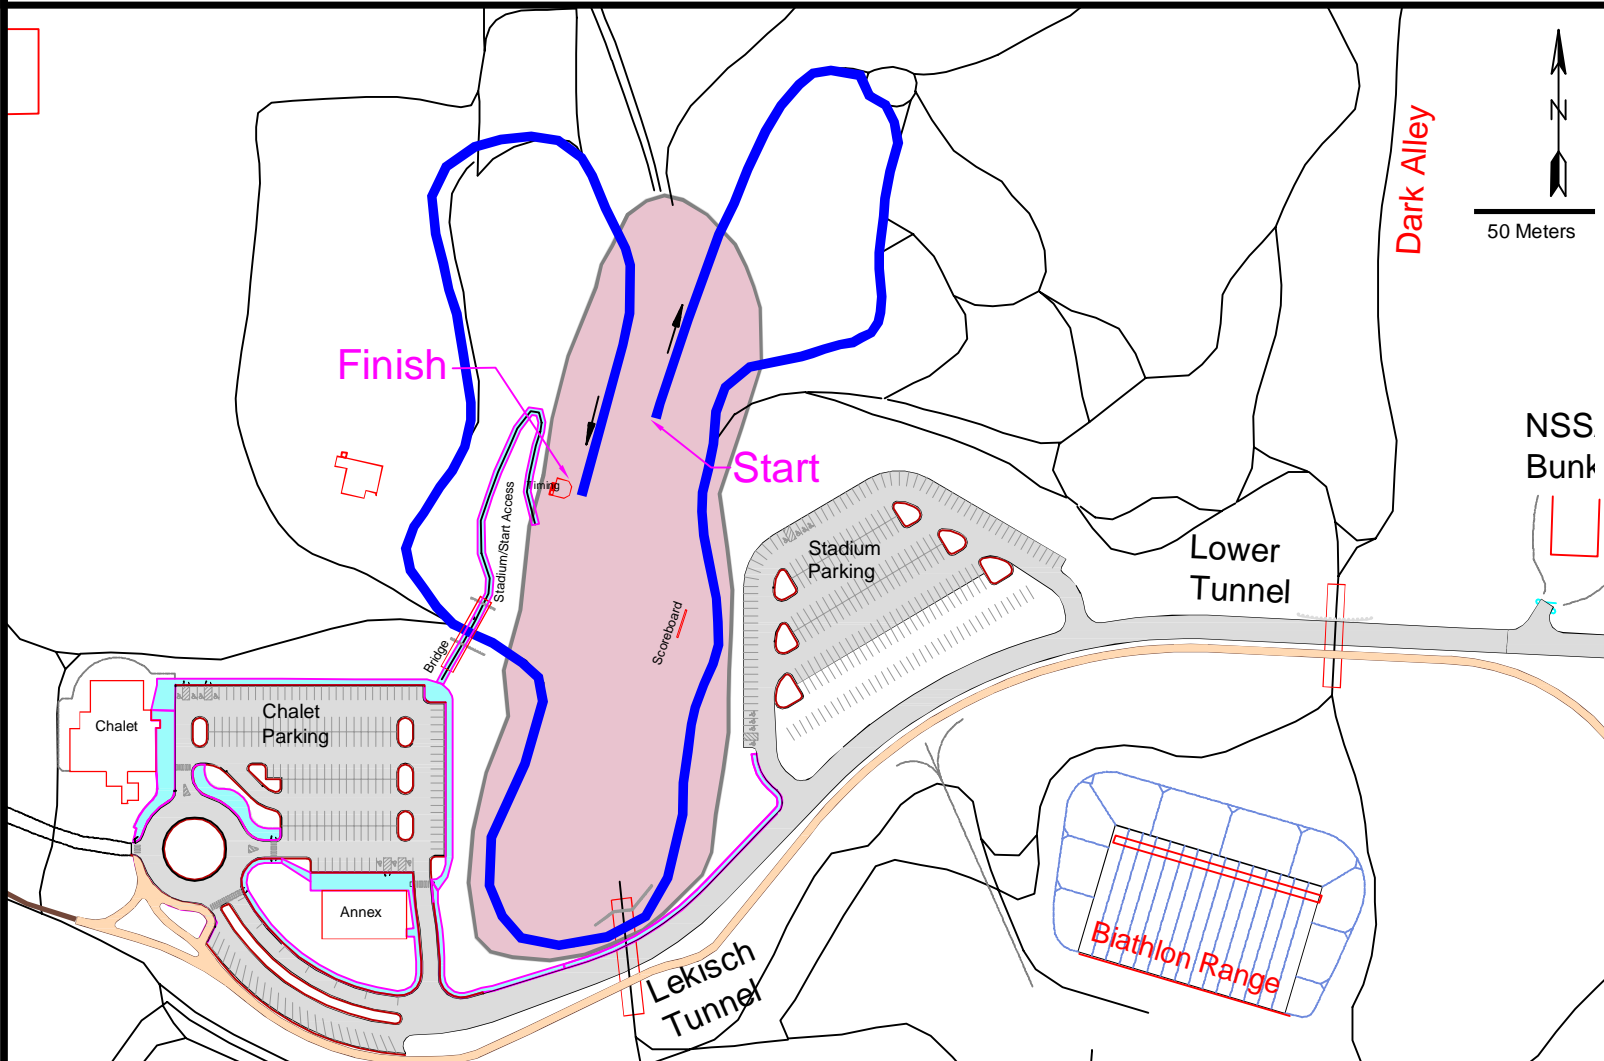 N
50 Meters
Dark Alley
Finish
Start
NSS
Bunk
Timing
Stadium/Start Access
Stadium
Parking
Lower
Tunnel
Scoreboard
Bridge
Chalet
Chalet
Parking
Annex
Biathlon Range
Lekisch
Tunnel